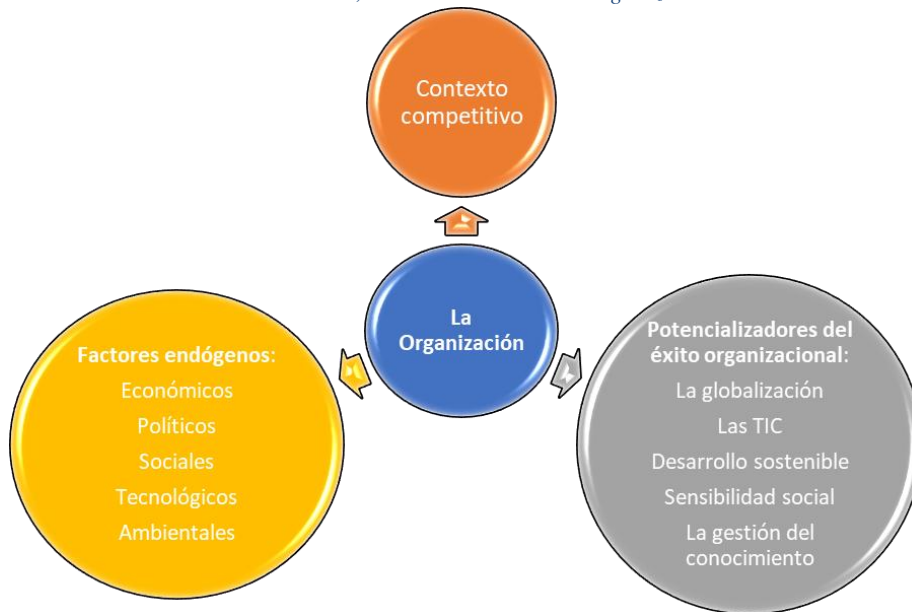 Contexto
competitivo
La
Organización
Factores endógenos:
Económicos
Políticos
Sociales
Tecnológicos
Ambientales
Potencializadores del
éxito organizacional:
La globalización
Las TIC
Desarrollo sostenible
Sensibilidad social
La gestión del
conocimiento